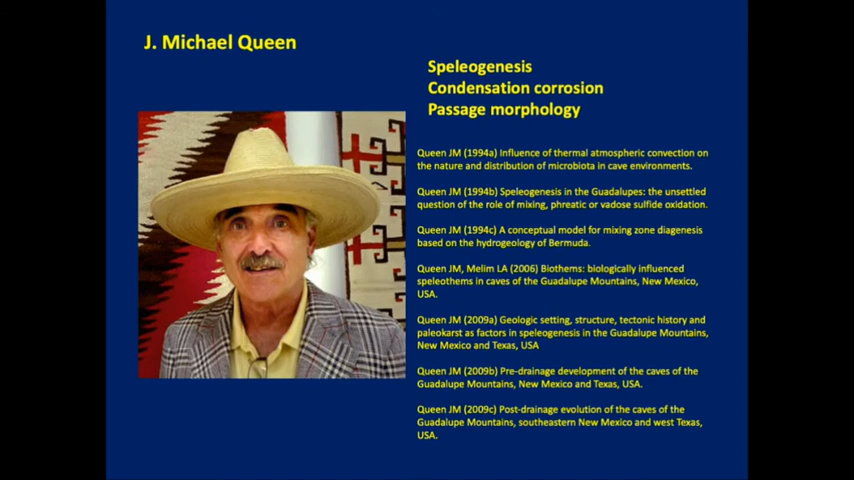 J. Michael Queen
Speleogenesis
Condensation corrosion
Passage morphology
Queen JM (1994a) Influence of thermal atmospheric convection on
the nature and distribution of microbiota in cave environments.
Queen JM (1994b) Speleogenesis in the Guadalupes: the unsettled
question of the role of mixing, phreatic or vadose sulfide oxidation.
Queen JM (1994c) A conceptual model for mixing zone diagenesis
based on the hydrogeology of Bermuda.
Queen JM, Melim LA (2006) Biothems: biologically influenced
speleothems in caves of the Guadalupe Mountains, New Mexico,
USA.
Queen JM (2009a) Geologic setting, structure, tectonic history and
paleokarst as factors in speleogenesis in the Guadalupe Mountains,
New Mexico and Texas, USA
Queen JM (2009b) Pre-drainage development of the caves of the
Guadalupe Mountains, New Mexico and Texas, USA.
Queen JM (2009c) Post-drainage evolution of the caves of the
Guadalupe Mountains, southeastern New Mexico and west Texas,
USA.